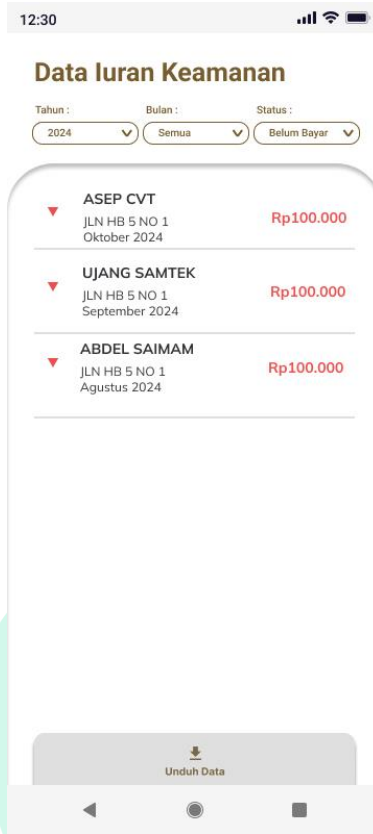 12:30
Data Iuran Keamanan
Tahun : Bulan : Status :
2024 Semua Belum Bayar
ASEP CVT
JLN HB 5 NO 1 Rp100.000
Oktober 2024
UJANG SAMTEK
JLN HB 5 NO 1 Rp100.000
September 2024
ABDEL SAIMAM
JLN HB 5 NO 1 Rp100.000
Agustus 2024
Unduh Data